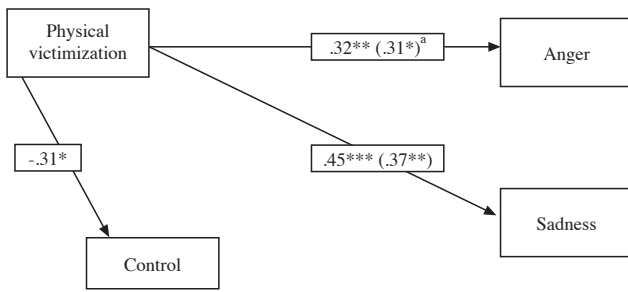 Physical
victimization
.32** (.31*)a
Anger
-.31*
.45*** (.37**)
Sadness
Control